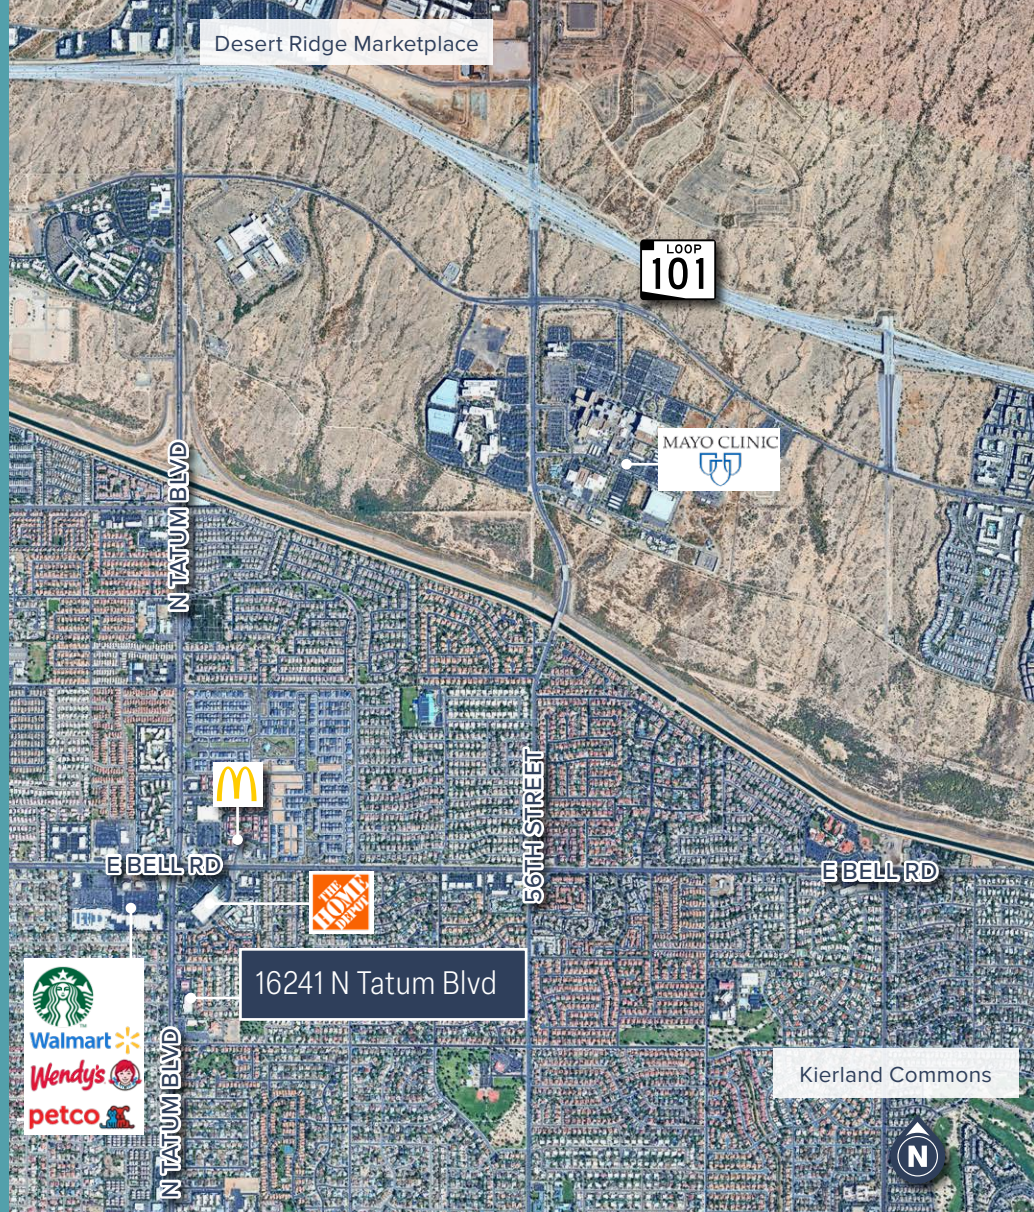 Desert Ridge Marketplace
LOOP
101
MAYO CLINIC
N TATUM BLVD
56TH STREET
E BELL RD
E BELL RD
THE
HOME
DEPOT
16241 N Tatum Blvd
Walmart
Wendy's
petco
N TATUM BLVD
Kierland Commons
N